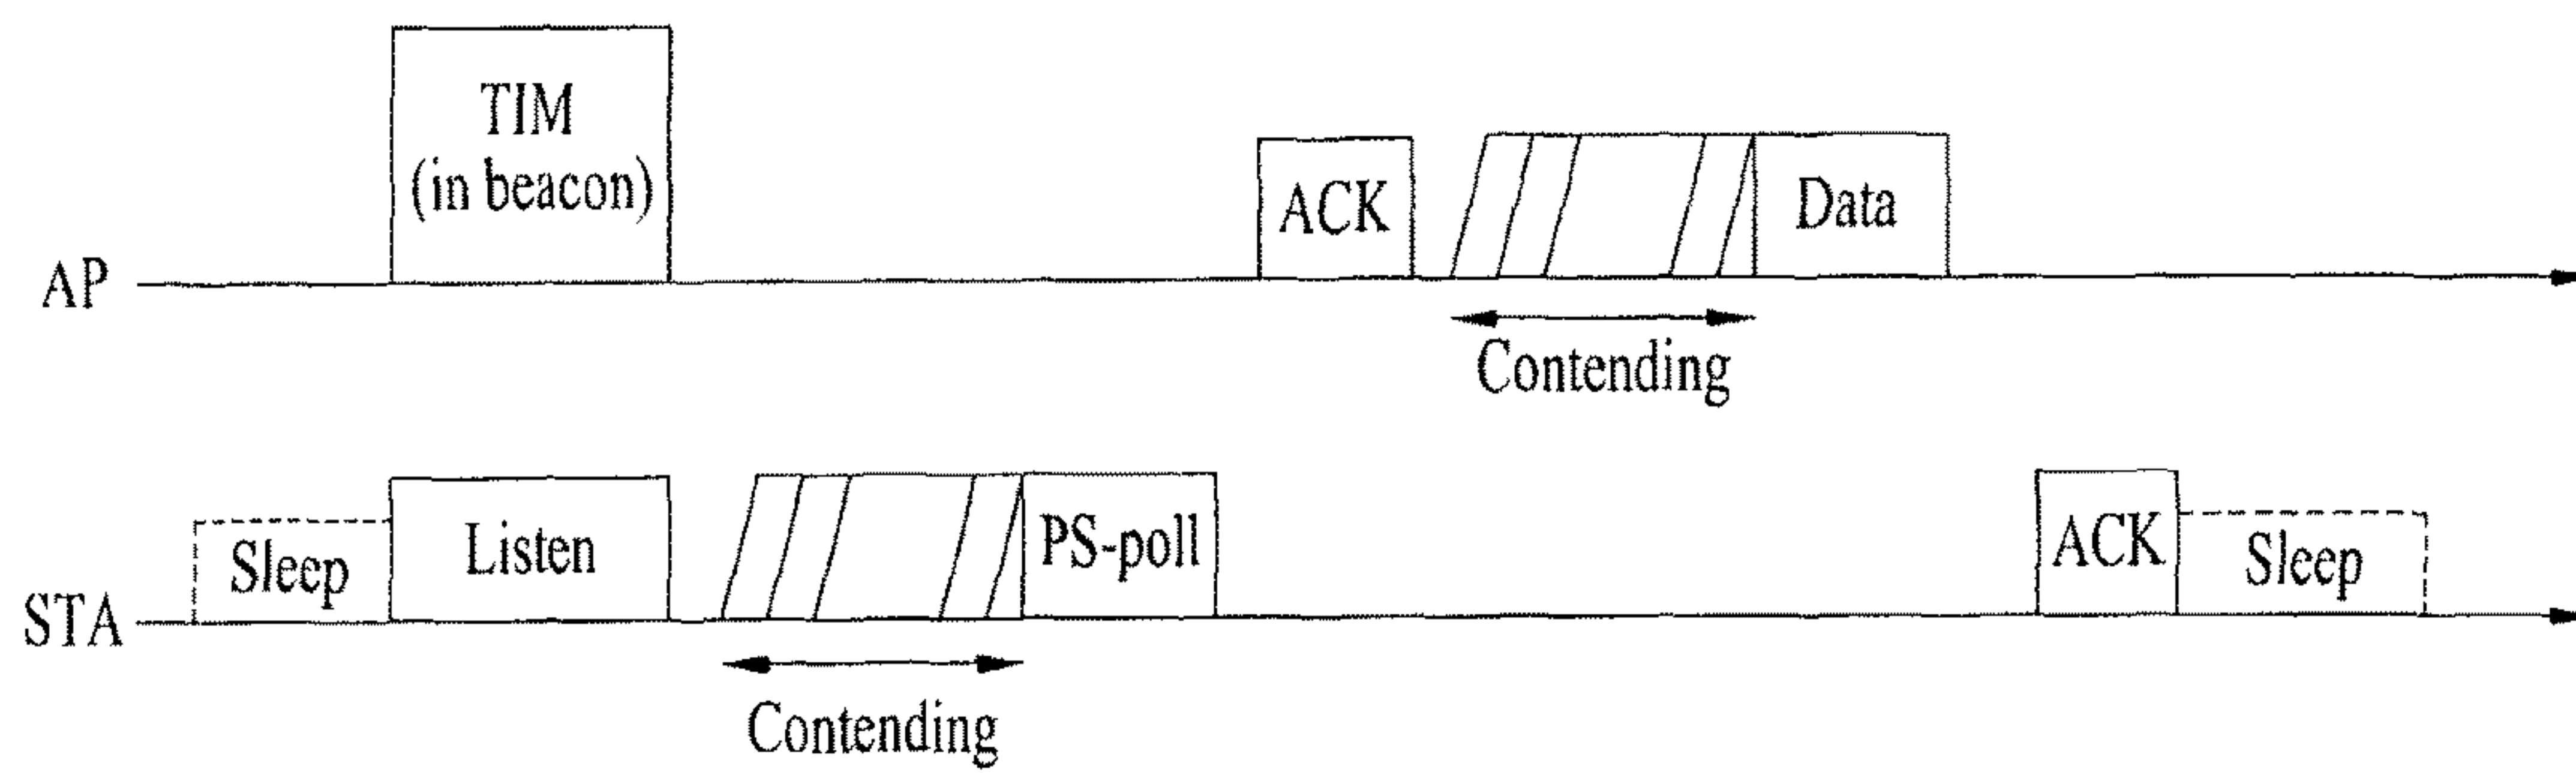 TIM
(in beacon)
ACK
Data
AP
Contending
Sleep
Listen
PS-poll
ACK
Sleep
STA
Contending